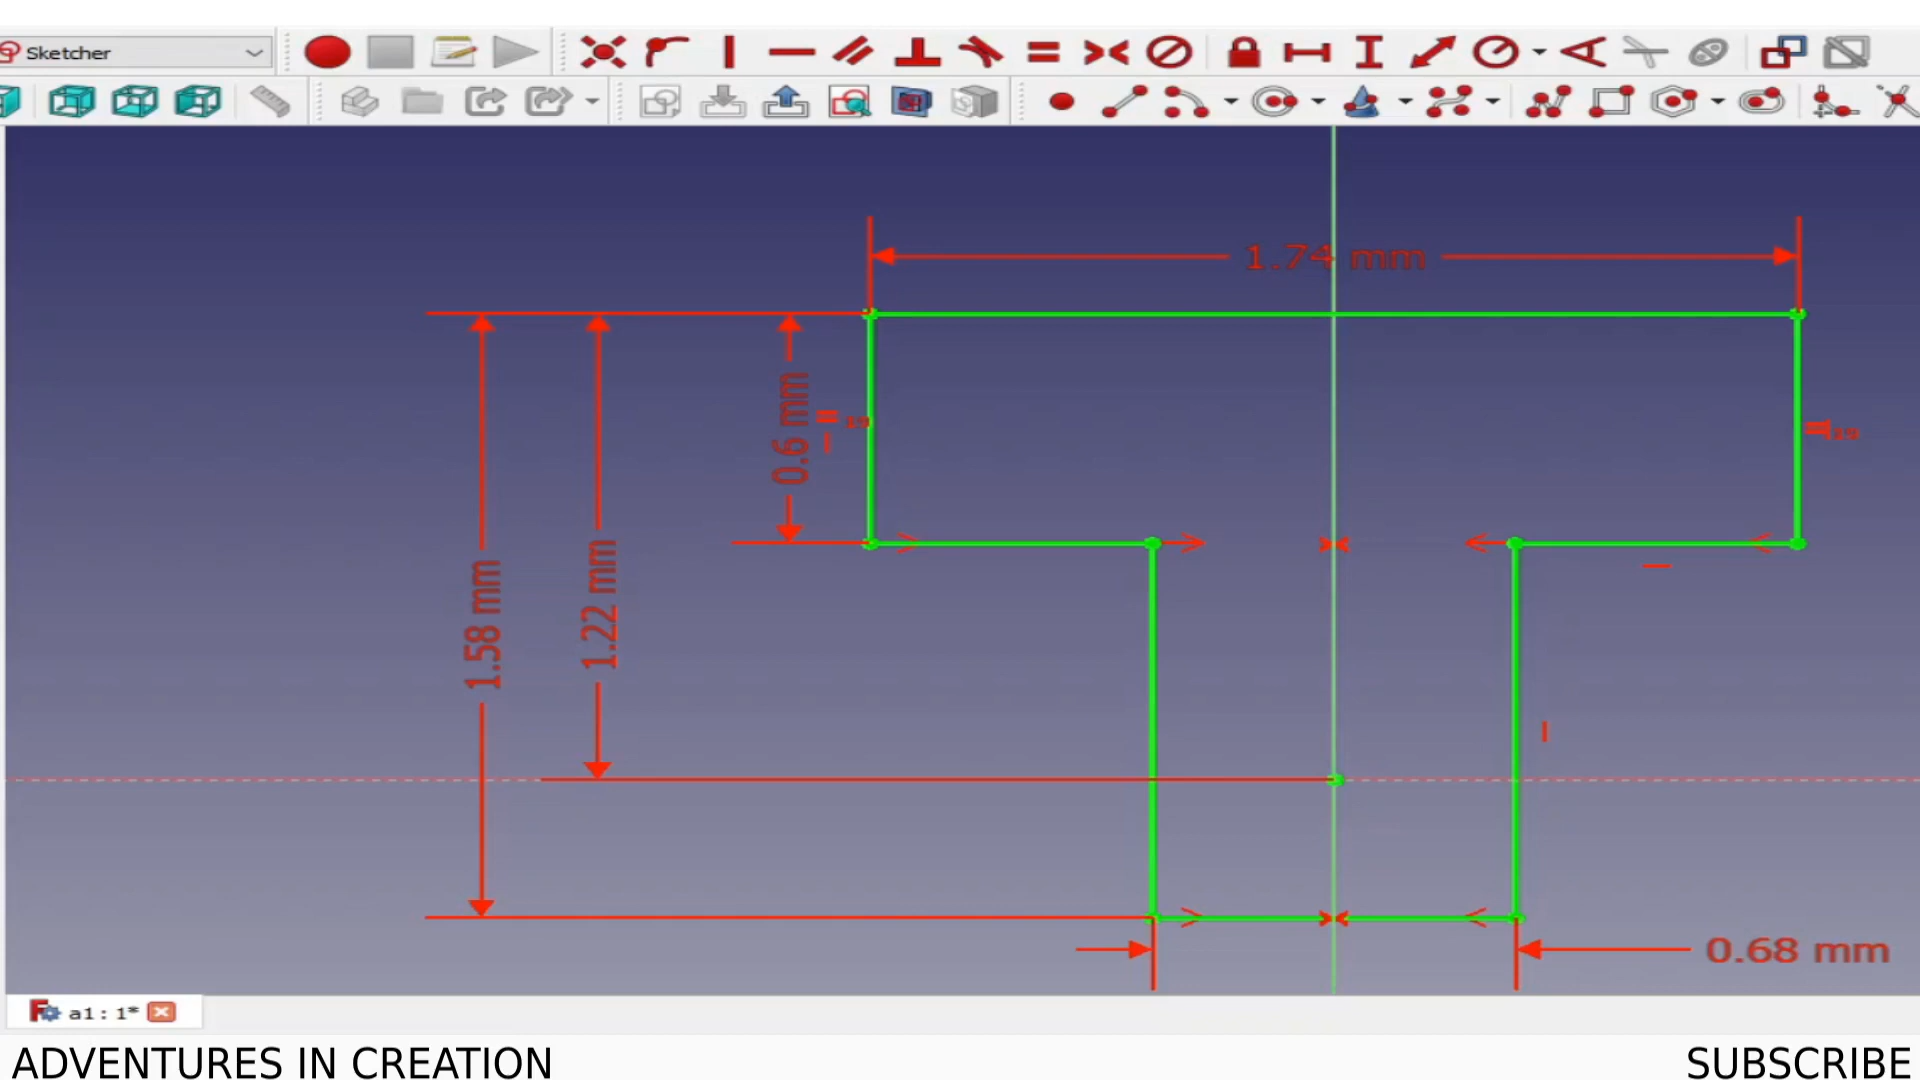 Sketcher
1.74 mm
0.6 mm
1.22 mm
1.58 mm
0.68 mm
a1 : 1*
ADVENTURES IN CREATION
SUBSCRIBE